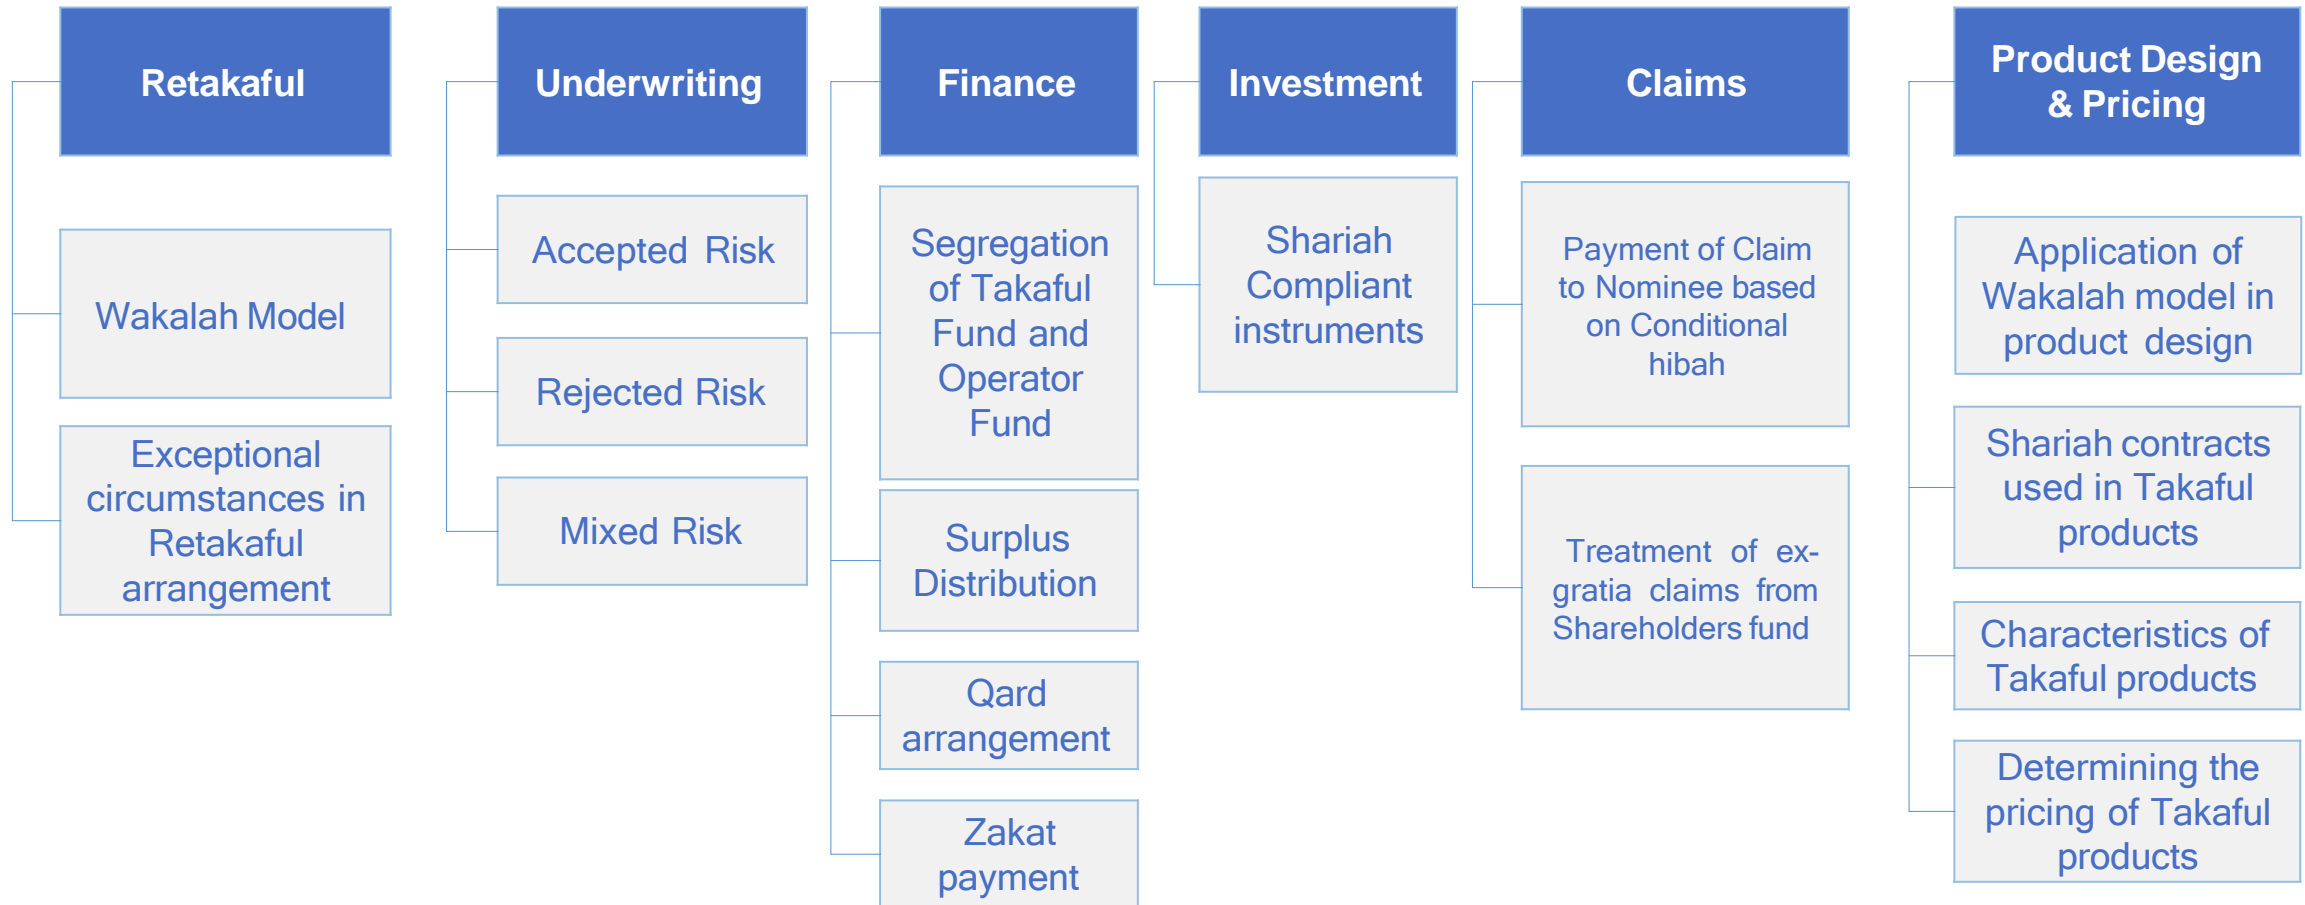 Retakaful
Wakalah Model
Exceptional
circumstances in
Retakaful
arrangement
Underwriting
Accepted Risk
Rejected Risk
Mixed Risk
Finance
Segregation
of Takaful
Fund and
Operator
Fund
Surplus
Distribution
Qard
arrangement
Zakat
payment
Investment
Shariah
Compliant
instruments
Claims
Payment of Claim
to Nominee based
on Conditional
hibah
Treatment of ex-
gratia claims from
Shareholders fund
Product Design
& Pricing
Application of
Wakalah model in
product design
Shariah contracts
used in Takaful
products
Characteristics of
Takaful products
Determining the
pricing of Takaful
products